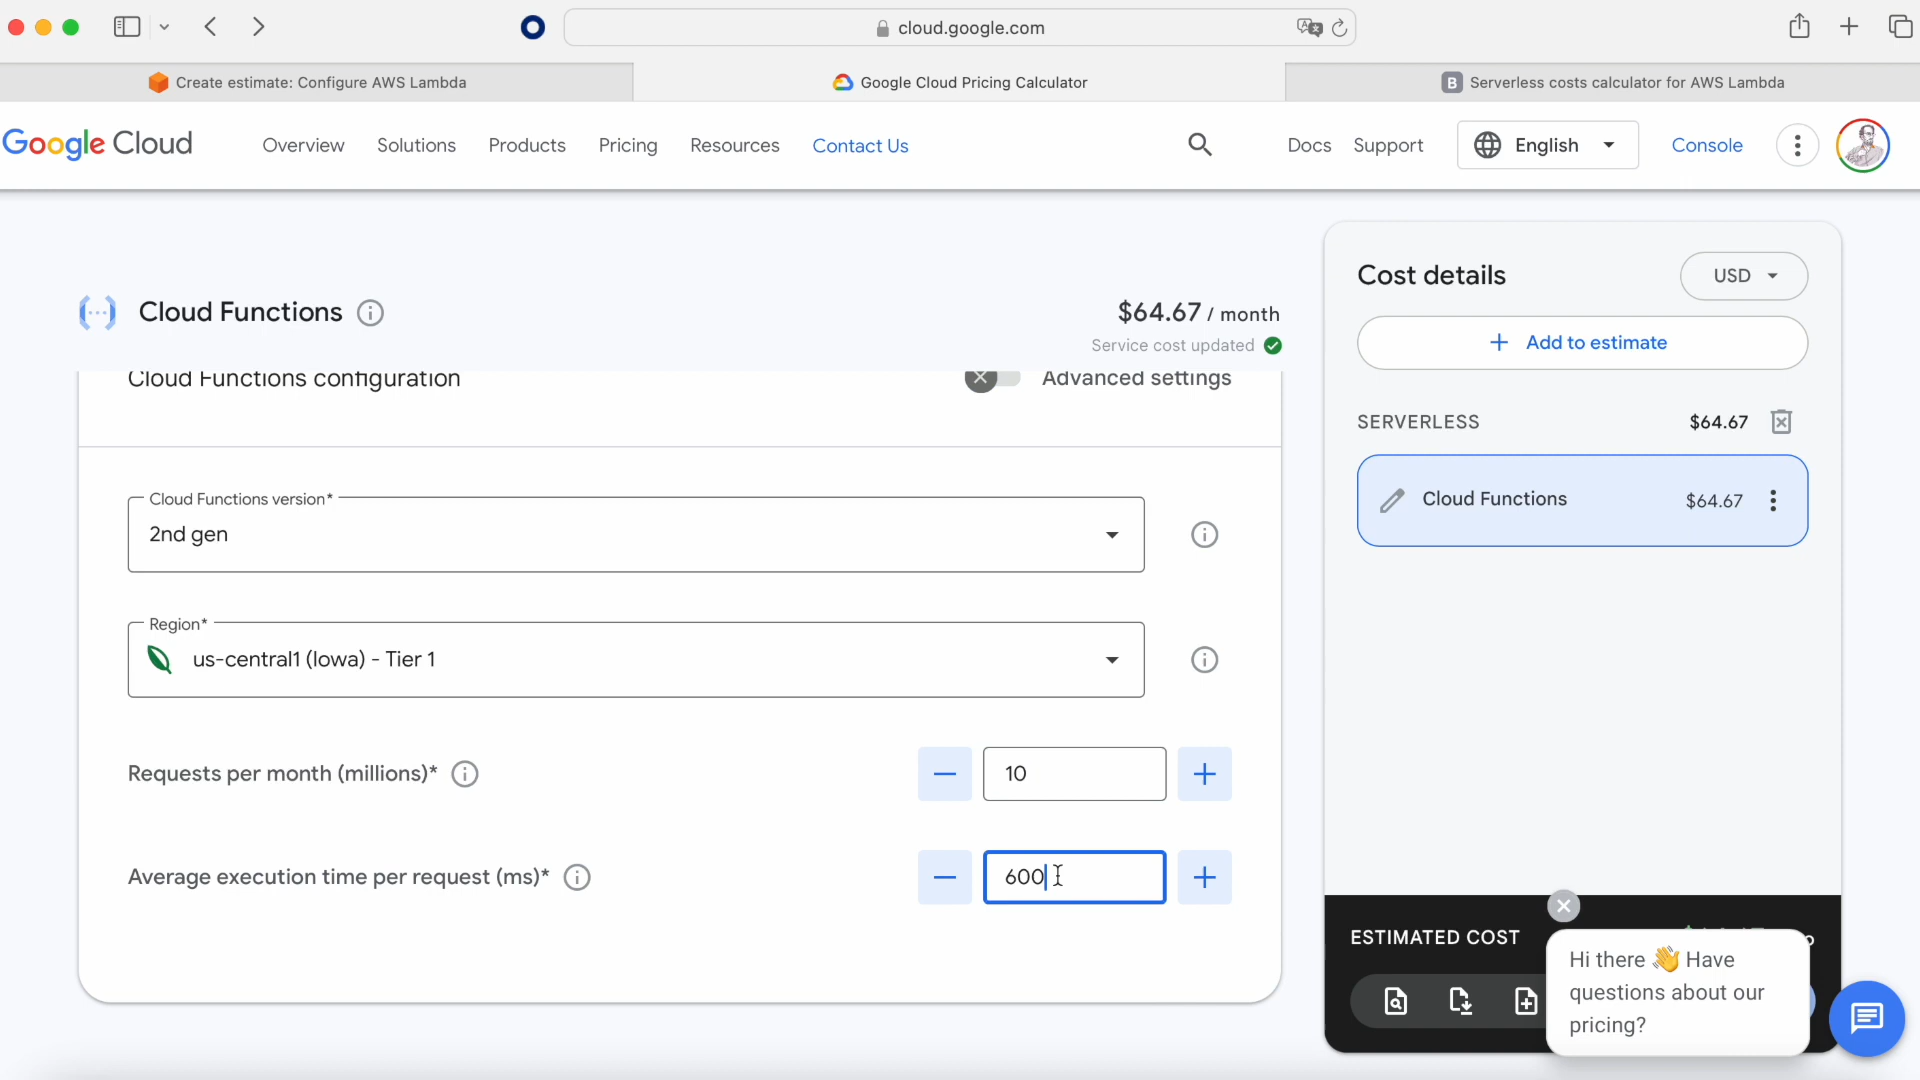 cloud.google.com
Create estimate: Configure AWS Lambda
Google Cloud Pricing Calculator
B Serverless costs calculator for AWS Lambda
Google Cloud
Overview
Solutions
Products
Pricing
Resources
Contact Us
Docs
Support
English
Console
Cloud Functions
$64.67 / month
Service cost updated
Cloud Functions configuration
Advanced settings
Cloud Functions version*
2nd gen
Region*
us-central1 (Iowa) - Tier 1
Requests per month (millions)*
10
Average execution time per request (ms)*
600
Cost details
USD
+ Add to estimate
SERVERLESS
$64.67
Cloud Functions
$64.67
ESTIMATED COST
Hi there 👋 Have
questions about our
pricing?